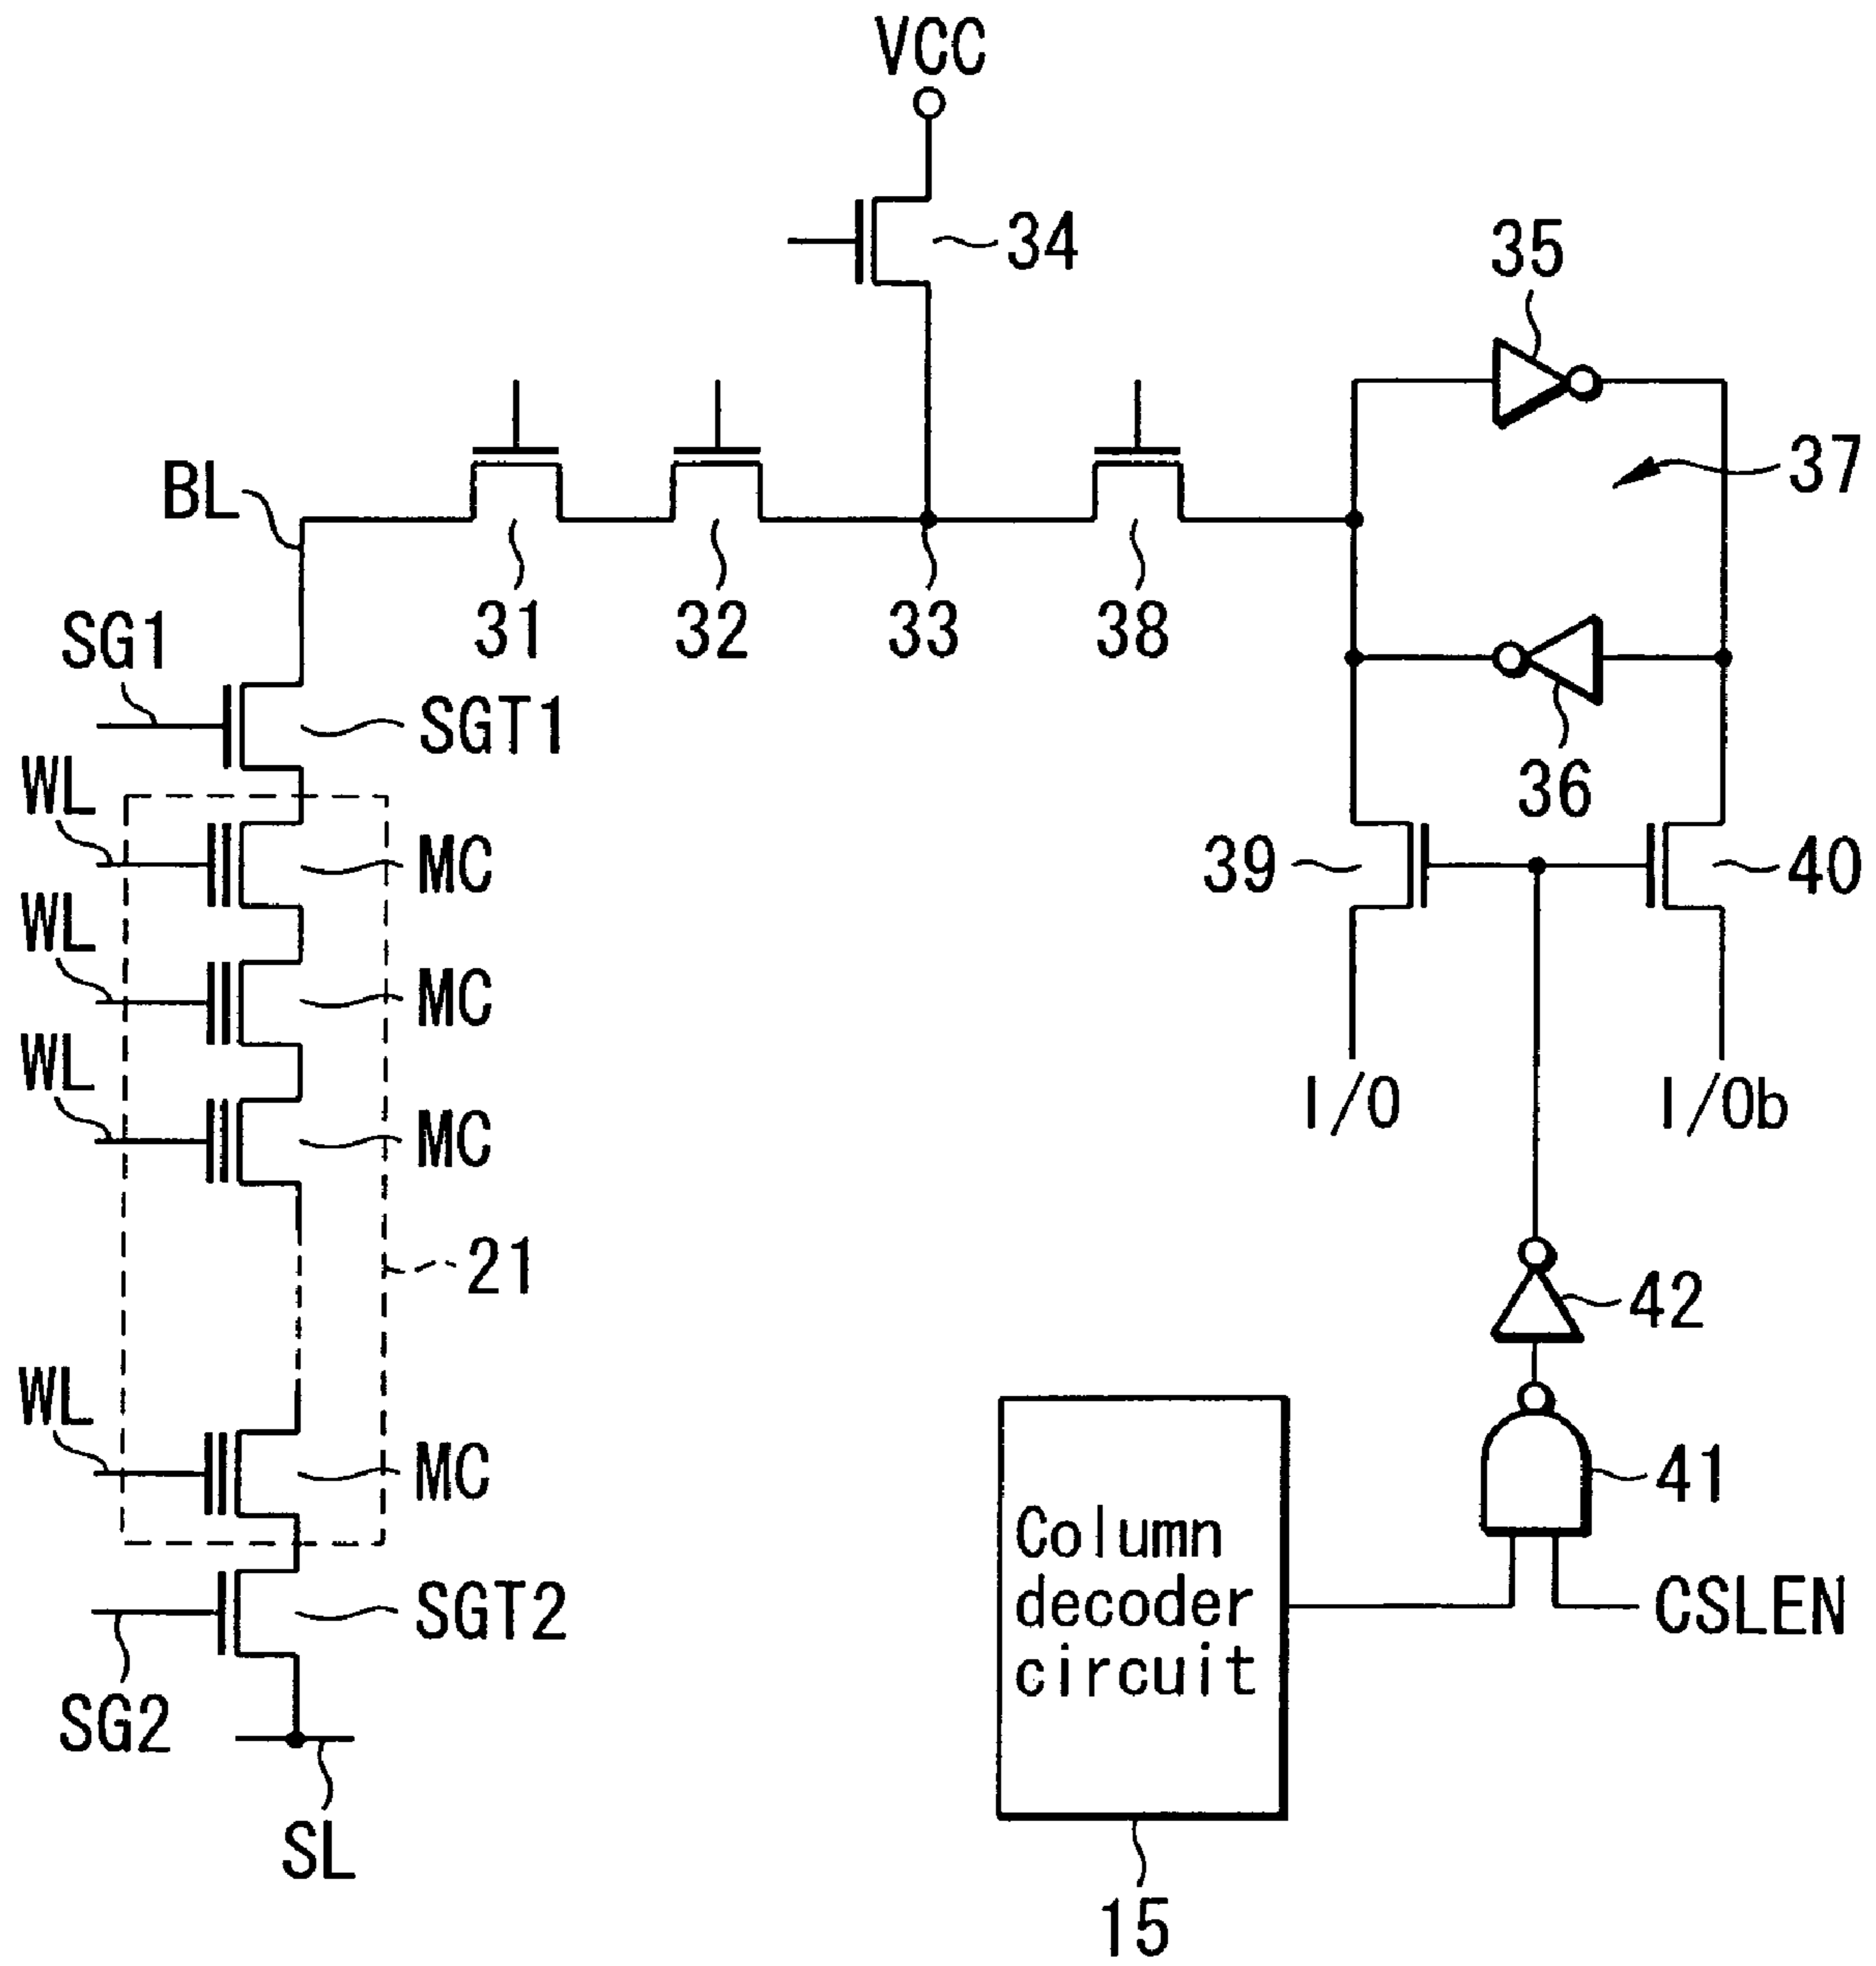 VCC
34
35
37
BL
31
32
33
38
SG1
SGT1
36
WL
MC
39
40
WL
MC
WL
MC
I/O
I/Ob
21
42
WL
MC
41
Column
decoder
circuit
SGT2
CSLEN
SG2
SL
15